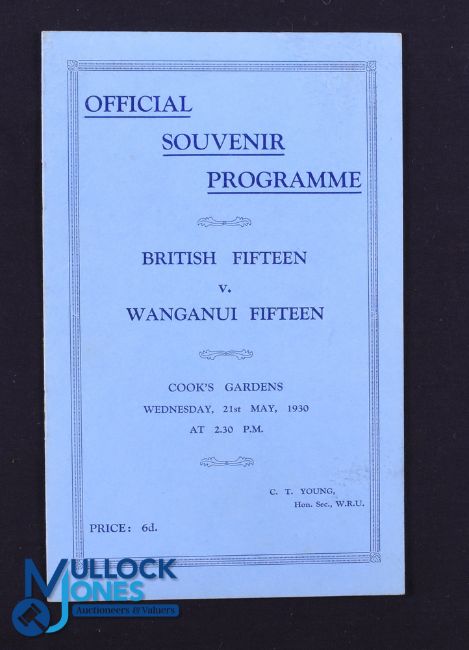 OFFICIAL
SOUVENIR
PROGRAMME
BRITISH FIFTEEN
v.
WANGANUI FIFTEEN
COOK'S GARDENS
WEDNESDAY, 21st MAY, 1930
AT 2.30 P.M.
C. T. YOUNG,
Hon. Sec., W.R.U.
PRICE: 6d.
MULLOCK
JONES
Auctioneers & Valuers